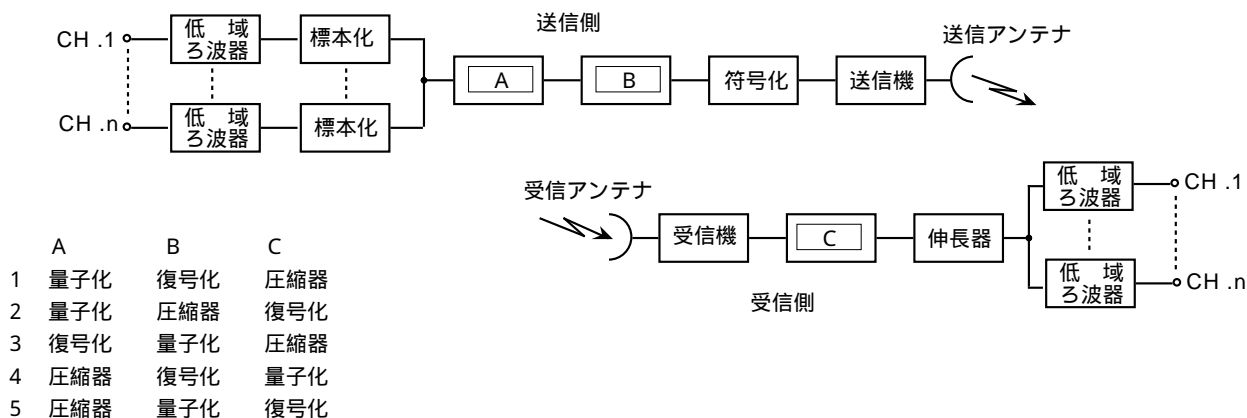 送信側
CH .1
低 域
ろ波器
標本化
CH .n
低 域
ろ波器
標本化
A
B
符号化
送信機
送信アンテナ
受信アンテナ
受信機
C
伸長器
低 域
ろ波器
CH .1
低 域
ろ波器
CH .n
受信側
A B C
1 量子化 復号化 圧縮器
2 量子化 圧縮器 復号化
3 復号化 量子化 圧縮器
4 圧縮器 復号化 量子化
5 圧縮器 量子化 復号化